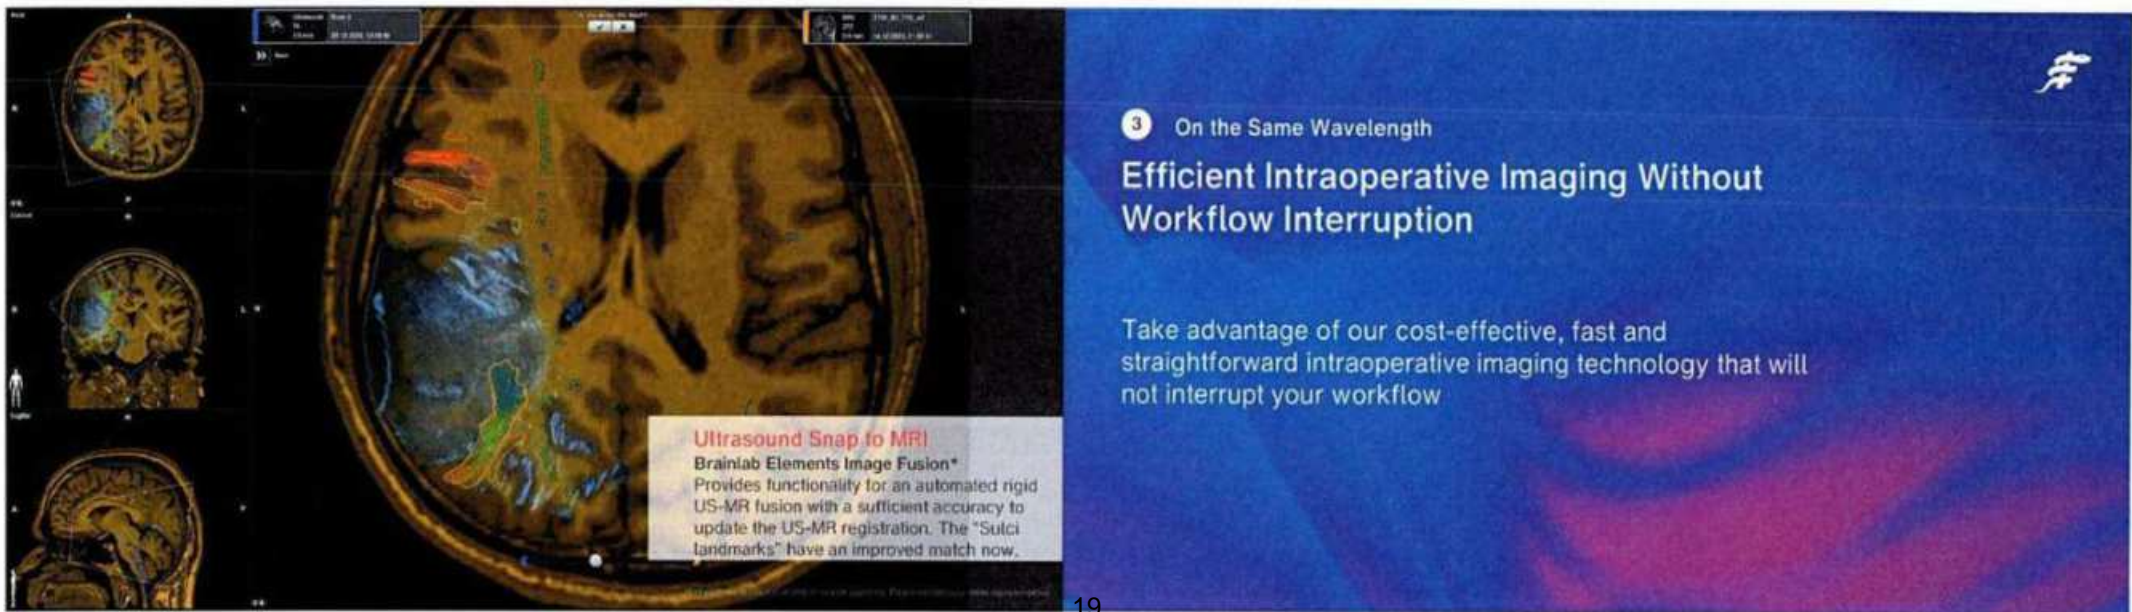 Ultrasound Snap to MRI
Brainlab Elements Image Fusion*
Provides functionality for an automated rigid
US-MR fusion with a sufficient accuracy to
update the US-MR registration. The "Sulci
landmarks" have an improved match now.
3 On the Same Wavelength
Efficient Intraoperative Imaging Without
Workflow Interruption
Take advantage of our cost-effective, fast and
straightforward intraoperative imaging technology that will
not interrupt your workflow
19